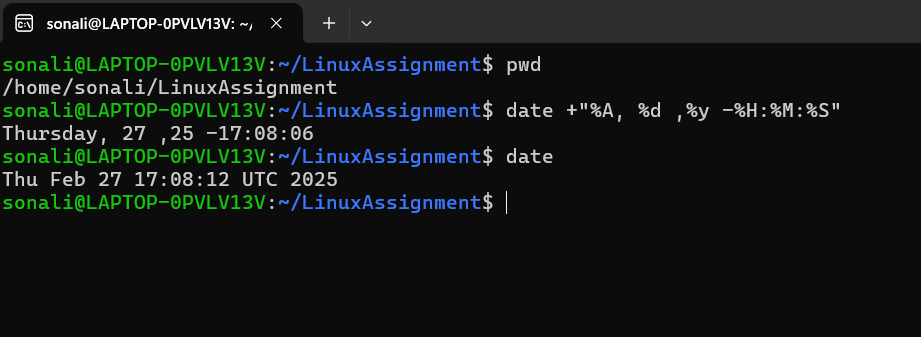 sonali@LAPTOP-0PVLV13V: ~/
sonali@LAPTOP-0PVLV13V:~/LinuxAssignment$ pwd
/home/sonali/LinuxAssignment
sonali@LAPTOP-0PVLV13V:~/LinuxAssignment$ date +"%A, %d ,%y -%H:%M:%S"
Thursday, 27 ,25 -17:08:06
sonali@LAPTOP-0PVLV13V:~/LinuxAssignment$ date
Thu Feb 27 17:08:12 UTC 2025
sonali@LAPTOP-0PVLV13V:~/LinuxAssignment$